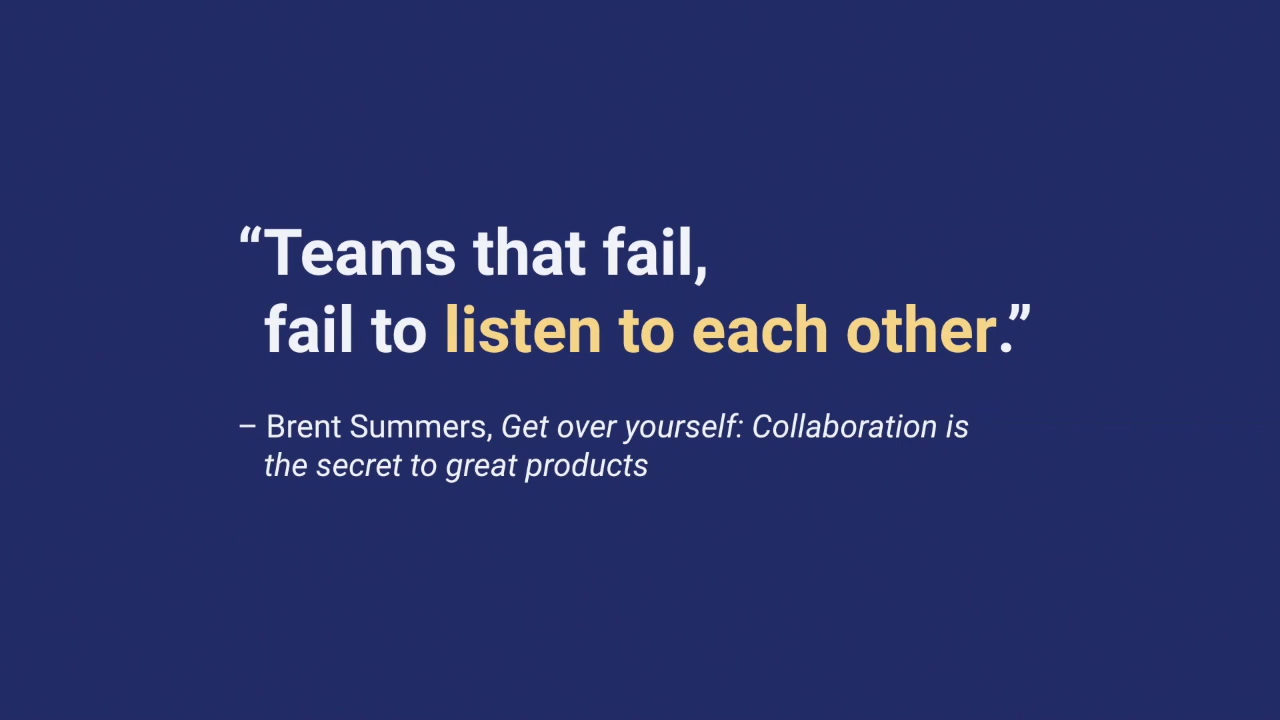 “Teams that fail,
fail to listen to each other.”
– Brent Summers, Get over yourself: Collaboration is
the secret to great products